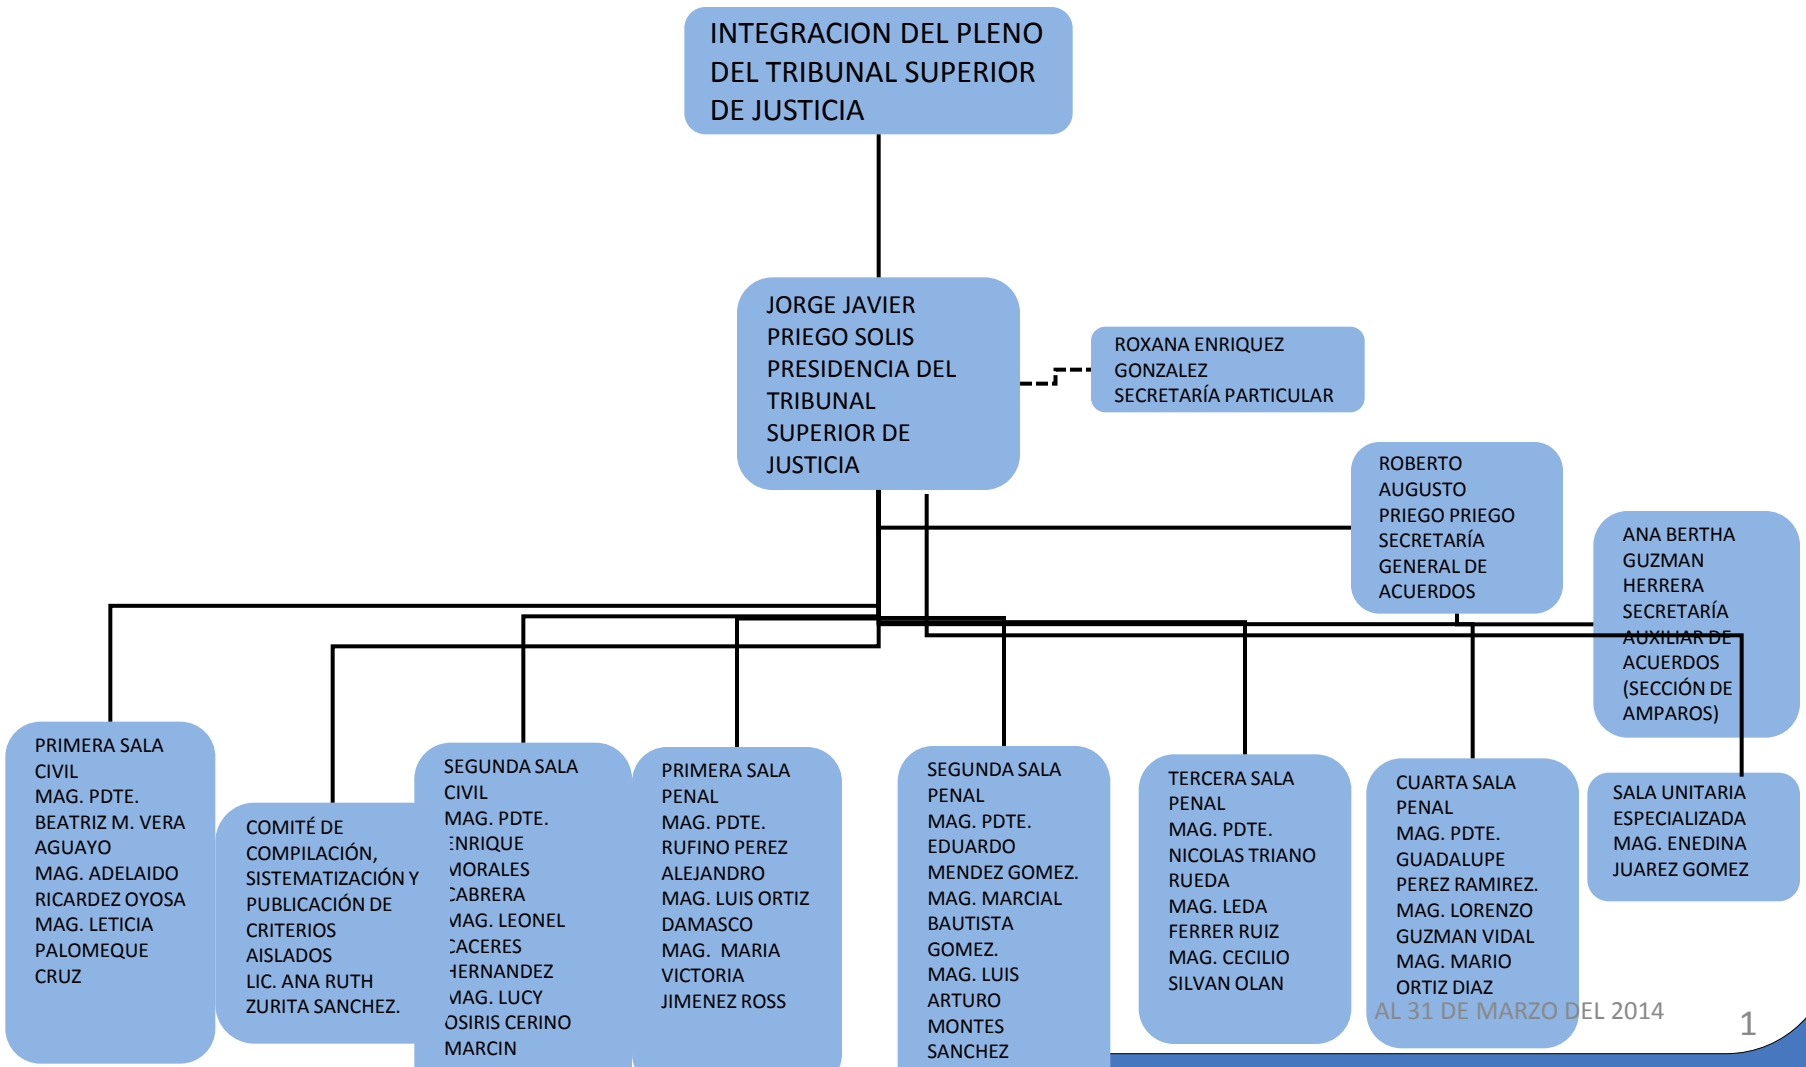 INTEGRACION DEL PLENO
DEL TRIBUNAL SUPERIOR
DE JUSTICIA
JORGE JAVIER
PRIEGO SOLIS
PRESIDENCIA DEL
TRIBUNAL
SUPERIOR DE
JUSTICIA
ROXANA ENRIQUEZ
GONZALEZ
SECRETARÍA PARTICULAR
ROBERTO
AUGUSTO
PRIEGO PRIEGO
SECRETARÍA
GENERAL DE
ACUERDOS
ANA BERTHA
GUZMAN
HERRERA
SECRETARÍA
AUXILIAR DE
ACUERDOS
(SECCIÓN DE
AMPAROS)
PRIMERA SALA
CIVIL
MAG. PDTE.
BEATRIZ M. VERA
AGUAYO
MAG. ADELAIDO
RICARDEZ OYOSA
MAG. LETICIA
PALOMEQUE
CRUZ
COMITÉ DE
COMPILACIÓN,
SISTEMATIZACIÓN Y
PUBLICACIÓN DE
CRITERIOS
AISLADOS
LIC. ANA RUTH
ZURITA SANCHEZ.
SEGUNDA SALA
CIVIL
MAG. PDTE.
ENRIQUE
MORALES
CABRERA
MAG. LEONEL
CACERES
HERNANDEZ
MAG. LUCY
OSIRIS CERINO
MARCIN
PRIMERA SALA
PENAL
MAG. PDTE.
RUFINO PEREZ
ALEJANDRO
MAG. LUIS ORTIZ
DAMASCO
MAG. MARIA
VICTORIA
JIMENEZ ROSS
SEGUNDA SALA
PENAL
MAG. PDTE.
EDUARDO
MENDEZ GOMEZ.
MAG. MARCIAL
BAUTISTA
GOMEZ.
MAG. LUIS
ARTURO
MONTES
SANCHEZ
TERCERA SALA
PENAL
MAG. PDTE.
NICOLAS TRIANO
RUEDA
MAG. LEDA
FERRER RUIZ
MAG. CECILIO
SILVAN OLAN
CUARTA SALA
PENAL
MAG. PDTE.
GUADALUPE
PEREZ RAMIREZ.
MAG. LORENZO
GUZMAN VIDAL
MAG. MARIO
ORTIZ DIAZ
SALA UNITARIA
ESPECIALIZADA
MAG. ENEDINA
JUAREZ GOMEZ
AL 31 DE MARZO DEL 2014
1